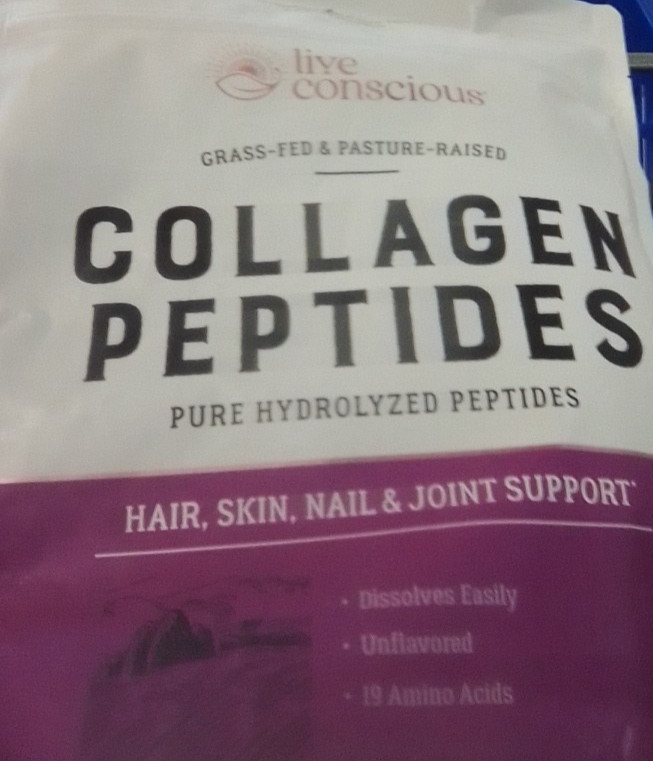 live
conscious
GRASS-FED & PASTURE-RAISED
COLLAGEN
PEPTIDES
PURE HYDROLYZED PEPTIDES
HAIR, SKIN, NAIL & JOINT SUPPORT*
• Dissolves Easily
• Unflavored
• 19 Amino Acids